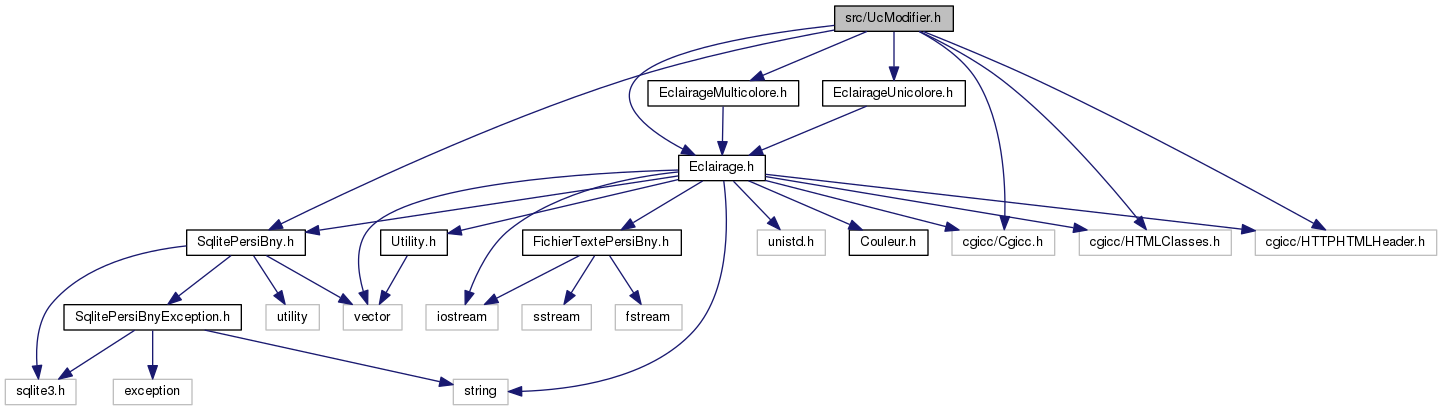 src/UcModifier.h
EclairageMulticolore.h
EclairageUnicolore.h
Eclairage.h
SqlitePersiBny.h
Utility.h
FichierTextePersiBny.h
unistd.h
Couleur.h
cgicc/Cgicc.h
cgicc/HTMLClasses.h
cgicc/HTTPHTMLHeader.h
SqlitePersiBnyException.h
utility
vector
iostream
sstream
fstream
sqlite3.h
exception
string